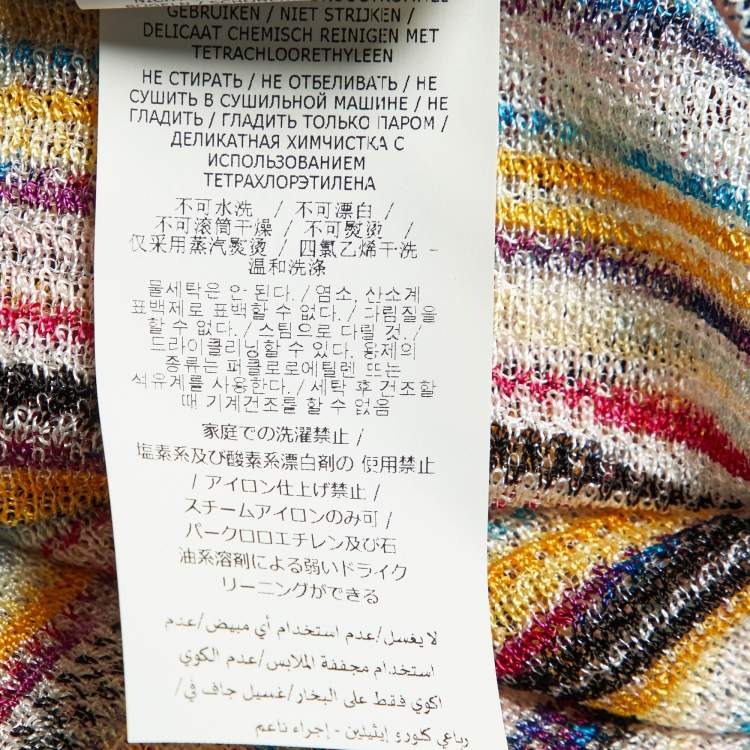 GEBRUIKEN / NIET STRIJKEN /
DELICAAT CHEMISCH REINIGEN MET
TETRACHLOORETHYLEEN
НЕ СТИРАТЬ / НЕ ОТБЕЛИВАТЬ / НЕ
СУШИТЬ В СУШИЛЬНОЙ МАШИНЕ / НЕ
ГЛАДИТЬ / ГЛАДИТЬ ТОЛЬКО ПАРОМ /
ДЕЛИКАТНАЯ ХИМЧИСТКА С
ИСПОЛЬЗОВАНИЕМ
ТЕТРАХЛОРЭТИЛЕНА
不可水洗 / 不可漂白 /
不可滚筒干燥 / 不可熨烫 /
仅采用蒸汽熨烫 / 四氯乙烯干洗 -
温和洗涤
물세탁은 안 된다. / 염소, 산소계
표백제로 표백할 수 없다./ 다림질을
할 수 없다. / 스팀으로 다릴 것. /
드라이클리닝할 수 있다. 용제의
종류는 퍼클로로에틸렌 또는
석유계를 사용한다. / 세탁 후 건조할
때 기계건조를 할 수 없음
家庭での洗濯禁止 /
塩素系及び酸素系漂白剤の 使用禁止
/ アイロン仕上げ禁止 /
スチームアイロンのみ可 /
パークロロエチレン及び石
油系溶剤による弱いドライク
リーニングができる
لا يغسل/عدم استخدام أي مبيض/عدم
استخدام مجففة الملابس/عدم الكوي
اكوي فقط على البخار/غسيل جاف في/
رباعي كلورو إيثيلين - إجراء ناعم